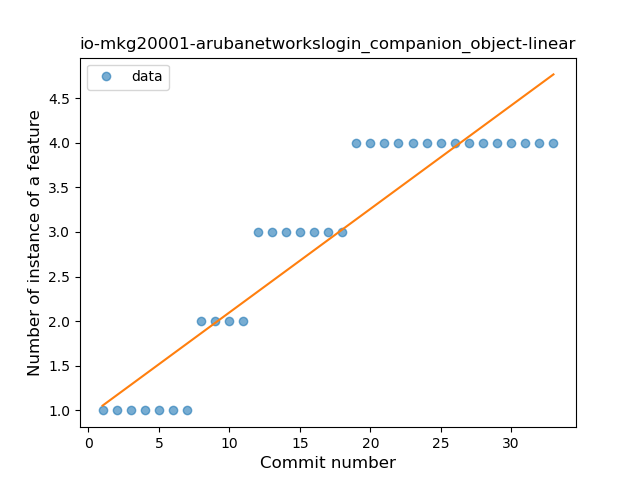 io-mkg20001-arubanetworkslogin_companion_object-linear
data
Number of instance of a feature
4.5
4.0
3.5
3.0
2.5
2.0
1.5
1.0
0 5 10 15 20 25 30
Commit number